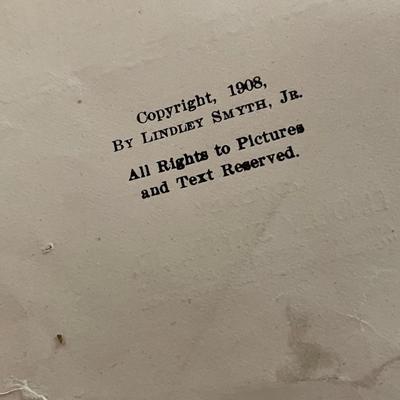 Copyright, 1908,
By Lindley Smyth, Jr.
All Rights to Pictures
and Text Reserved.